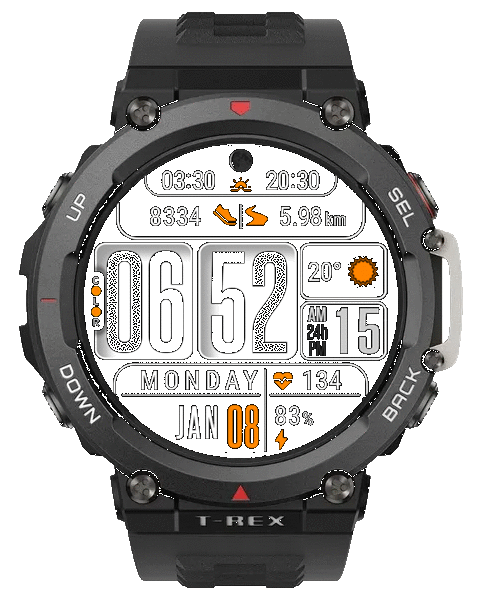 03:30 20:30
UP SEL
8334 5.98 km
COLOR
06 52
20°
AM
24h
PM
15
MONDAY 134
DOWN BACK
JAN 08 83%
T-REX